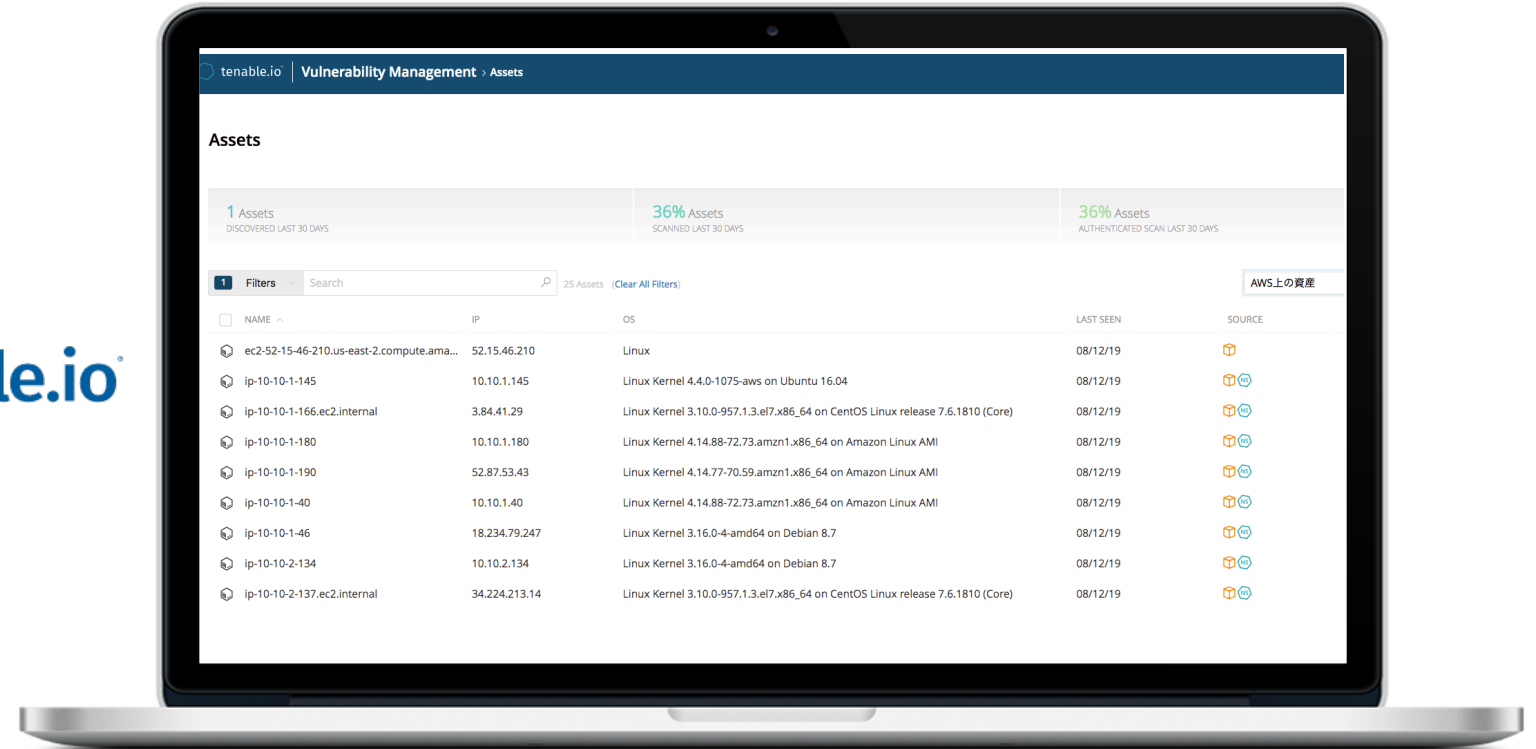 tenable.io Vulnerability Management > Assets
Assets
1 Assets
DISCOVERED LAST 30 DAYS
36% Assets
SCANNED LAST 30 DAYS
36% Assets
AUTHENTICATED SCAN LAST 30 DAYS
1 Filters Search 25 Assets (Clear All Filters) AWS上の資産
NAME IP OS LAST SEEN SOURCE
ec2-52-15-46-210.us-east-2.compute.ama... 52.15.46.210 Linux 08/12/19
ip-10-10-1-145 10.10.1.145 Linux Kernel 4.4.0-1075-aws on Ubuntu 16.04 08/12/19 NS
le.io
ip-10-10-1-166.ec2.internal 3.84.41.29 Linux Kernel 3.10.0-957.1.3.el7.x86_64 on CentOS Linux release 7.6.1810 (Core) 08/12/19 NS
ip-10-10-1-180 10.10.1.180 Linux Kernel 4.14.88-72.73.amzn1.x86_64 on Amazon Linux AMI 08/12/19 NS
ip-10-10-1-190 52.87.53.43 Linux Kernel 4.14.77-70.59.amzn1.x86_64 on Amazon Linux AMI 08/12/19 NS
ip-10-10-1-40 10.10.1.40 Linux Kernel 4.14.88-72.73.amzn1.x86_64 on Amazon Linux AMI 08/12/19 NS
ip-10-10-1-46 18.234.79.247 Linux Kernel 3.16.0-4-amd64 on Debian 8.7 08/12/19 NS
ip-10-10-2-134 10.10.2.134 Linux Kernel 3.16.0-4-amd64 on Debian 8.7 08/12/19 NS
ip-10-10-2-137.ec2.internal 34.224.213.14 Linux Kernel 3.10.0-957.1.3.el7.x86_64 on CentOS Linux release 7.6.1810 (Core) 08/12/19 NS